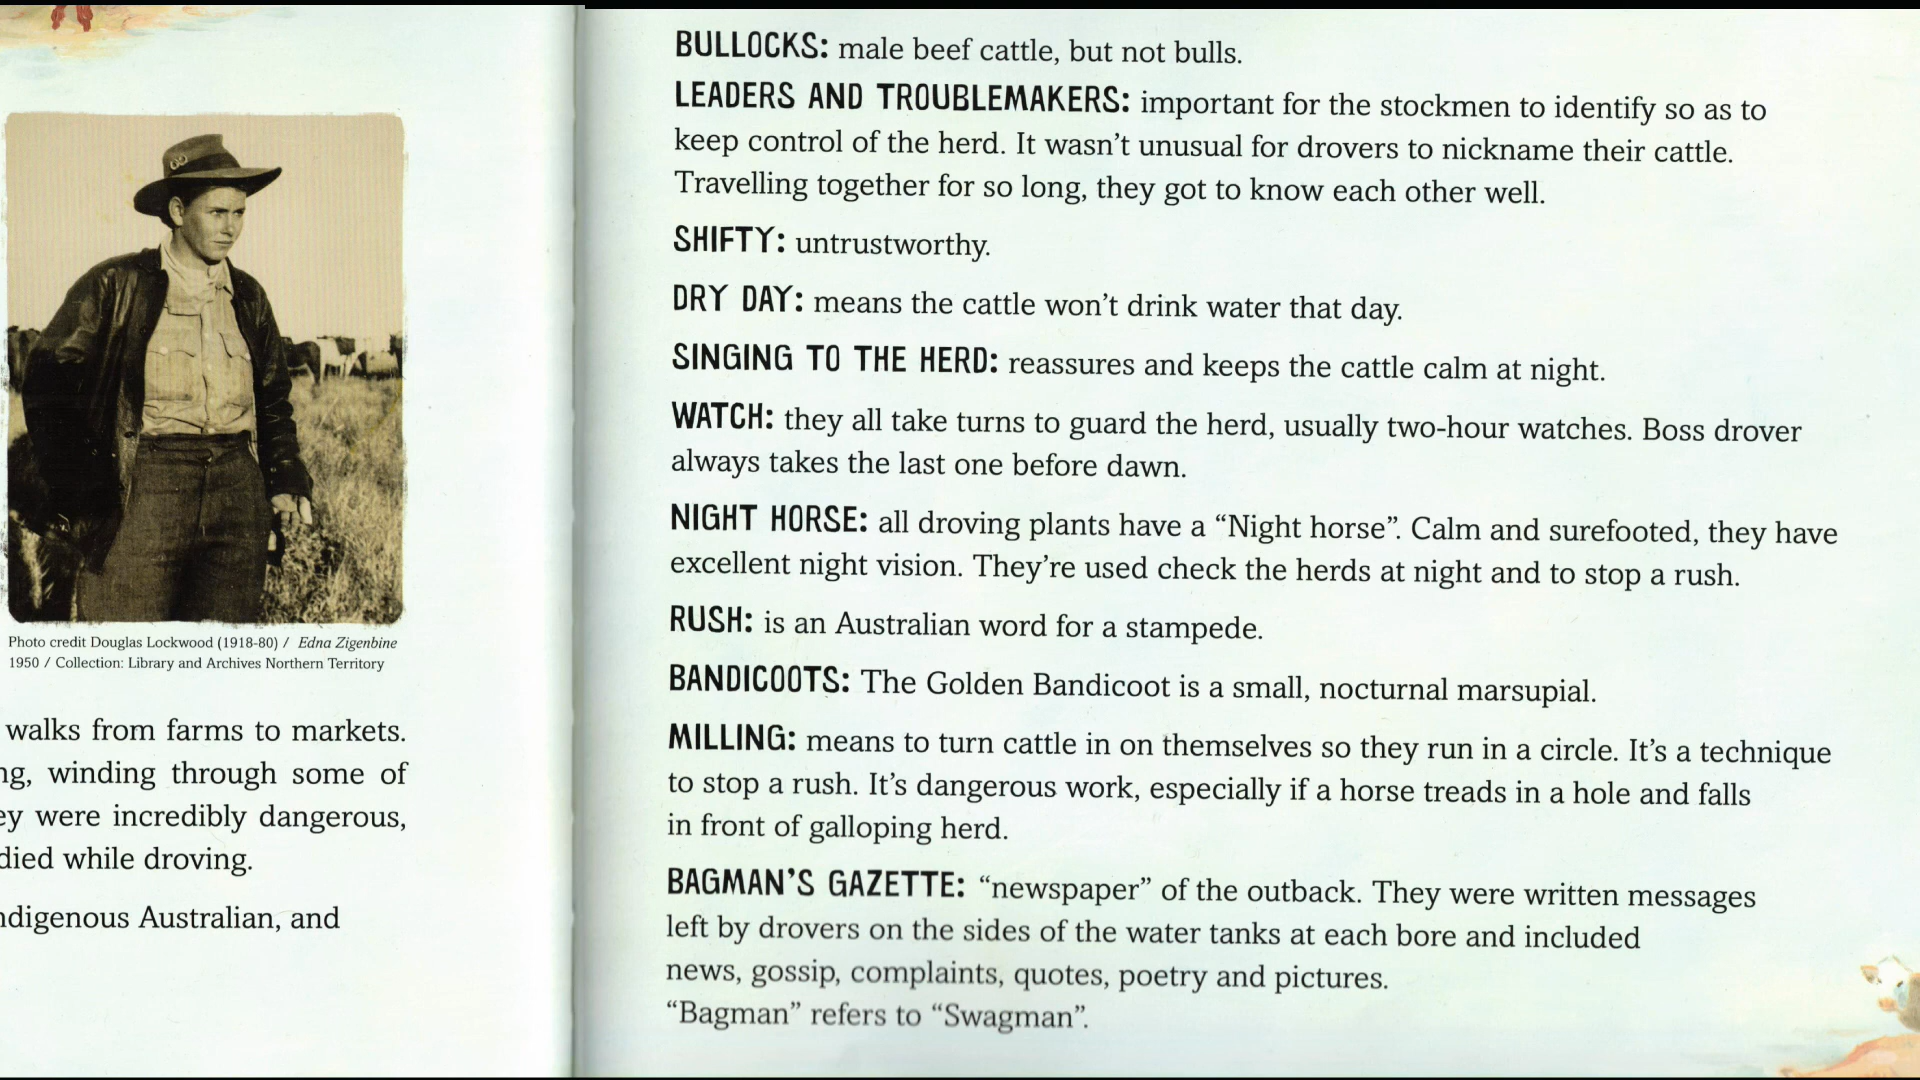 Photo credit Douglas Lockwood (1918-80) / Edna Zigenbine
1950 / Collection: Library and Archives Northern Territory
walks from farms to markets.
ng, winding through some of
ey were incredibly dangerous,
died while droving.
ndigenous Australian, and
BULLOCKS: male beef cattle, but not bulls.
LEADERS AND TROUBLEMAKERS: important for the stockmen to identify so as to
keep control of the herd. It wasn't unusual for drovers to nickname their cattle.
Travelling together for so long, they got to know each other well.
SHIFTY: untrustworthy.
DRY DAY: means the cattle won't drink water that day.
SINGING TO THE HERD: reassures and keeps the cattle calm at night.
WATCH: they all take turns to guard the herd, usually two-hour watches. Boss drover
always takes the last one before dawn.
NIGHT HORSE: all droving plants have a “Night horse”. Calm and surefooted, they have
excellent night vision. They're used check the herds at night and to stop a rush.
RUSH: is an Australian word for a stampede.
BANDICOOTS: The Golden Bandicoot is a small, nocturnal marsupial.
MILLING: means to turn cattle in on themselves so they run in a circle. It's a technique
to stop a rush. It's dangerous work, especially if a horse treads in a hole and falls
in front of galloping herd.
BAGMAN'S GAZETTE: “newspaper” of the outback. They were written messages
left by drovers on the sides of the water tanks at each bore and included
news, gossip, complaints, quotes, poetry and pictures.
“Bagman” refers to “Swagman”.